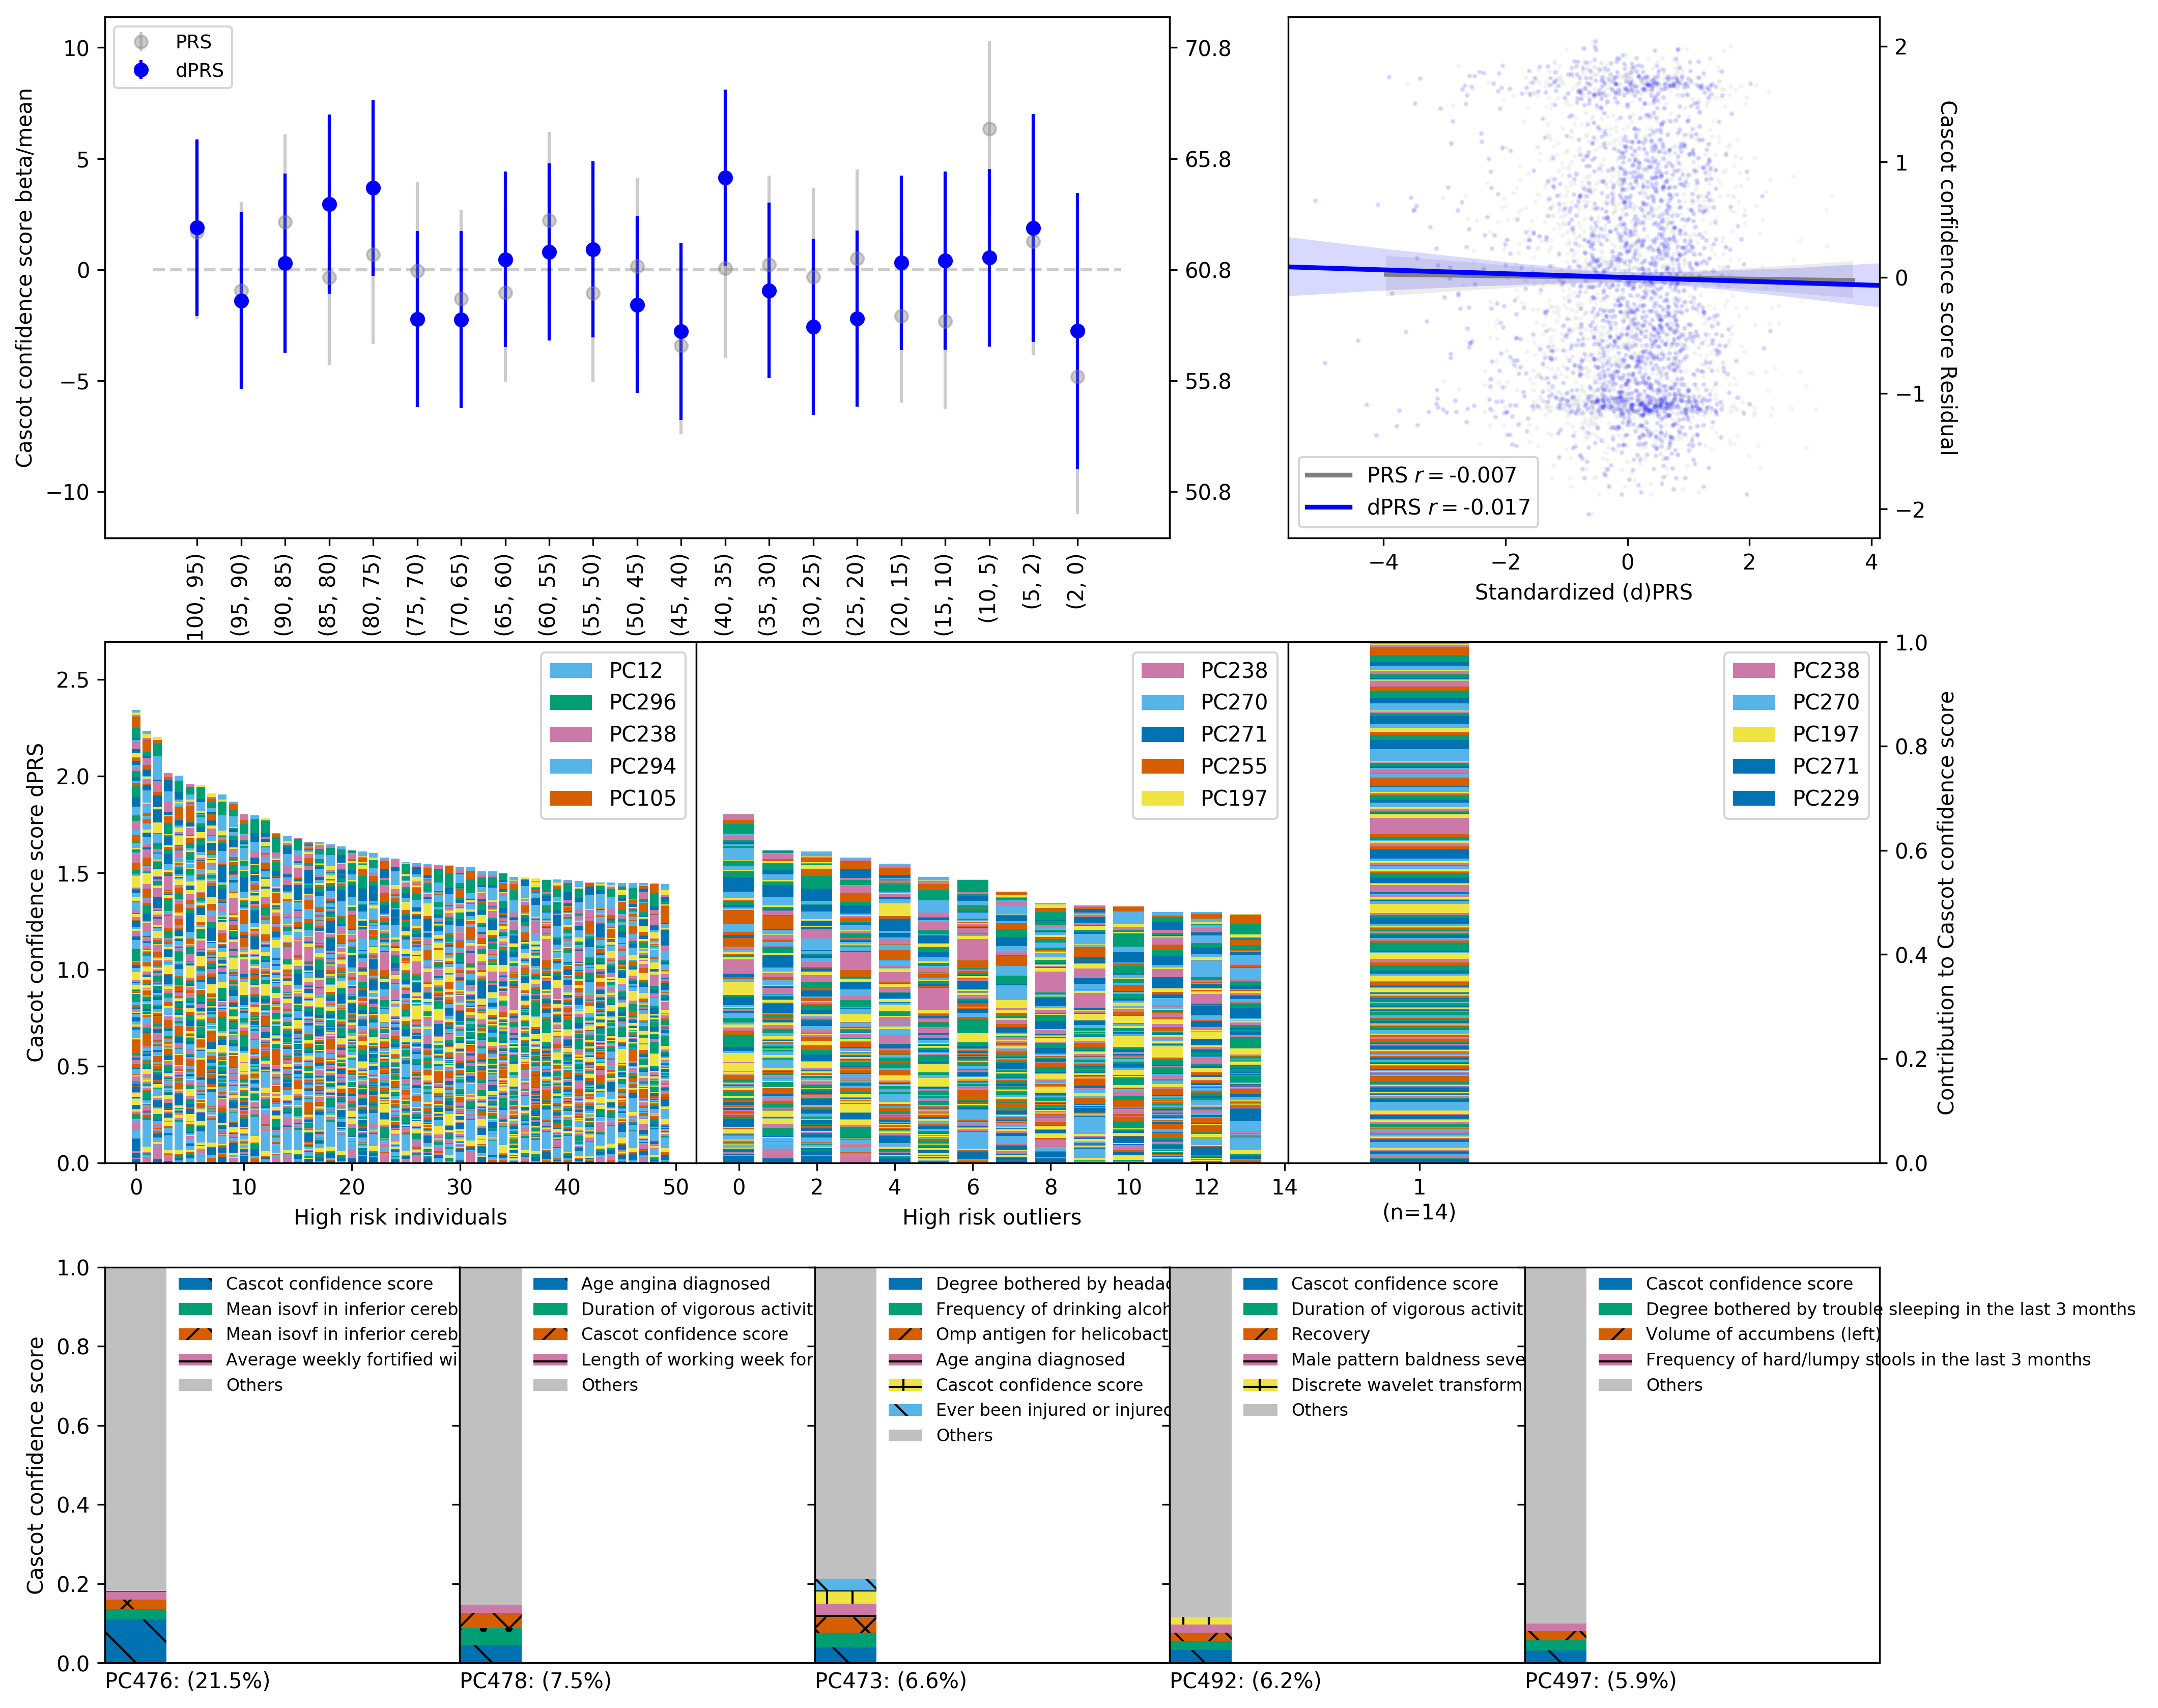 10
5
0
−5
−10
Cascot confidence score beta/mean
PRS
dPRS
70.8
65.8
60.8
55.8
50.8
100, 95)
(95, 90)
(90, 85)
(85, 80)
(80, 75)
(75, 70)
(70, 65)
(65, 60)
(60, 55)
(55, 50)
(50, 45)
(45, 40)
(40, 35)
(35, 30)
(30, 25)
(25, 20)
(20, 15)
(15, 10)
(10, 5)
(5, 2)
(2, 0)
PRS r = -0.007
dPRS r = -0.017
2
1
0
−1
−2
Cascot confidence score Residual
−4 −2 0 2 4
Standardized (d)PRS
2.5
2.0
1.5
1.0
0.5
0.0
Cascot confidence score dPRS
PC12
PC296
PC238
PC294
PC105
0 10 20 30 40 50
High risk individuals
PC238
PC270
PC271
PC255
PC197
0 2 4 6 8 10 12 14
High risk outliers
PC238
PC270
PC197
PC271
PC229
1
(n=14)
1.0
0.8
0.6
0.4
0.2
0.0
Contribution to Cascot confidence score
1.0
0.8
0.6
0.4
0.2
0.0
Cascot confidence score
Cascot confidence score
Mean isovf in inferior cereb
Mean isovf in inferior cereb
Average weekly fortified wi
Others
PC476: (21.5%)
Age angina diagnosed
Duration of vigorous activit
Cascot confidence score
Length of working week for
Others
PC478: (7.5%)
Degree bothered by headac
Frequency of drinking alcoh
Omp antigen for helicobact
Age angina diagnosed
Cascot confidence score
Ever been injured or injured
Others
PC473: (6.6%)
Cascot confidence score
Duration of vigorous activit
Recovery
Male pattern baldness seve
Discrete wavelet transform
Others
PC492: (6.2%)
Cascot confidence score
Degree bothered by trouble sleeping in the last 3 months
Volume of accumbens (left)
Frequency of hard/lumpy stools in the last 3 months
Others
PC497: (5.9%)